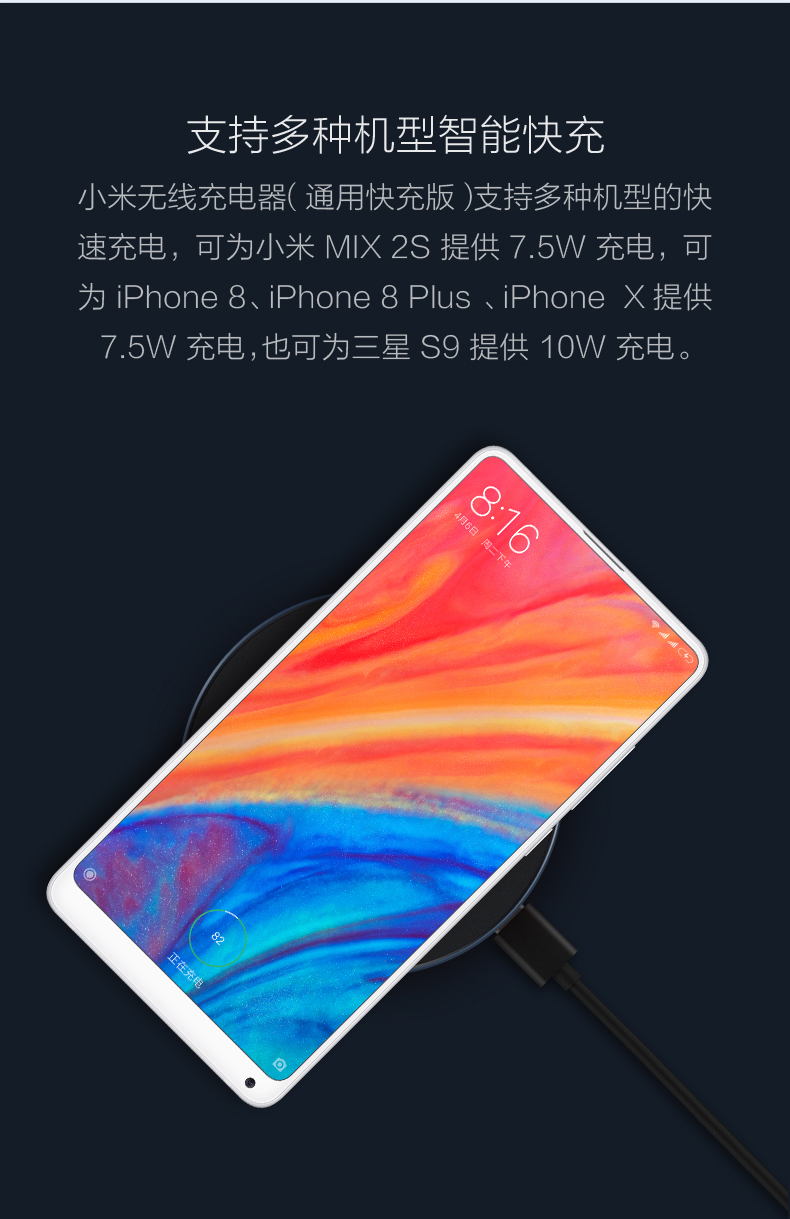 支持多种机型智能快充
小米无线充电器( 通用快充版 )支持多种机型的快
速充电，可为小米 MIX 2S 提供 7.5W 充电，可
为 iPhone 8、iPhone 8 Plus 、iPhone X 提供
7.5W 充电,也可为三星 S9 提供 10W 充电。
8:16
4月6日 周二下午
82
正在充电